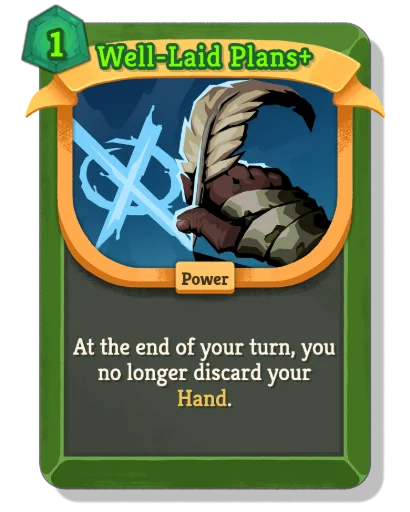 1
Well-Laid Plans+
Power
At the end of your turn, you
no longer discard your
Hand.